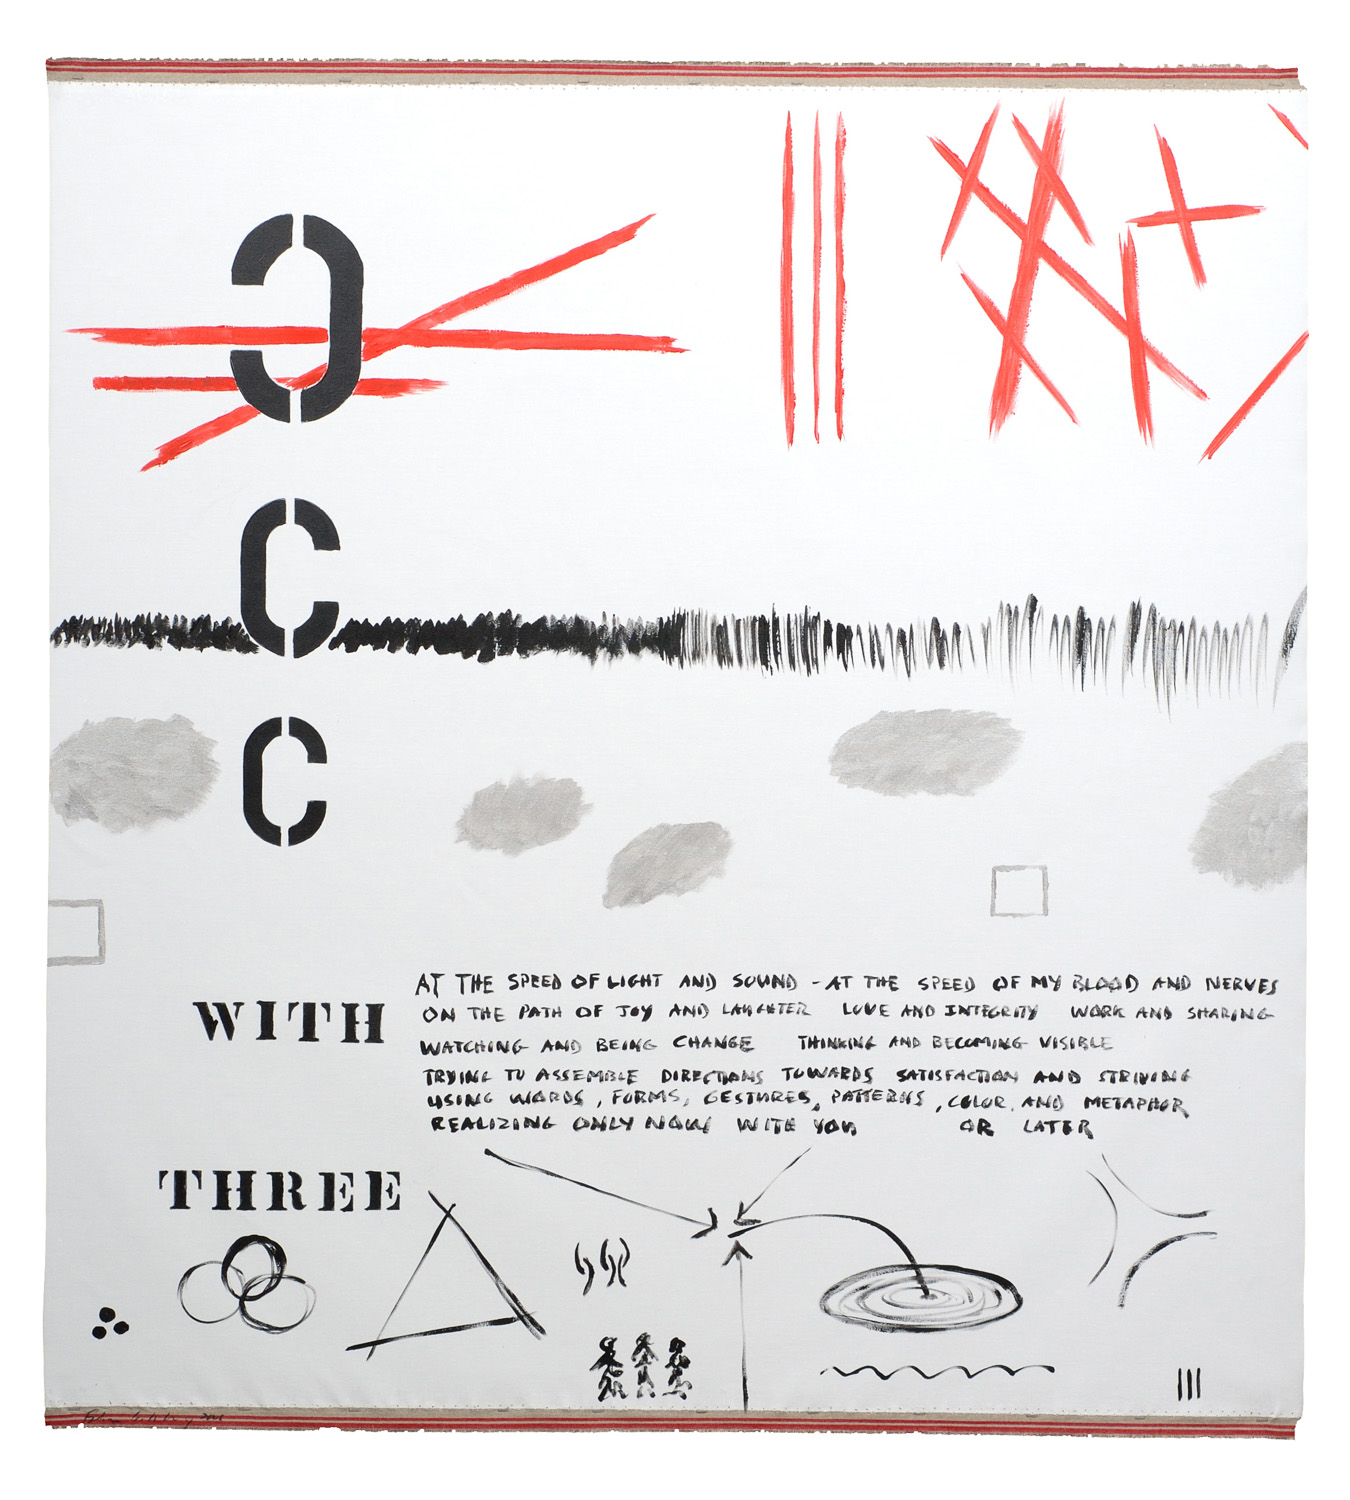 Ɔ
C
C
WITH
AT THE SPEED OF LIGHT AND SOUND - AT THE SPEED OF MY BLOOD AND NERVES
ON THE PATH OF JOY AND LAUGHTER LOVE AND INTEGRITY WORK AND SHARING
WATCHING AND BEING CHANGE THINKING AND BECOMING VISIBLE
TRYING TO ASSEMBLE DIRECTIONS TOWARDS SATISFACTION AND STRIVING
USING WORDS, FORMS, GESTURES, PATTERNS, COLOR, AND METAPHOR
REALIZING ONLY NOW WITH YOU OR LATER
THREE